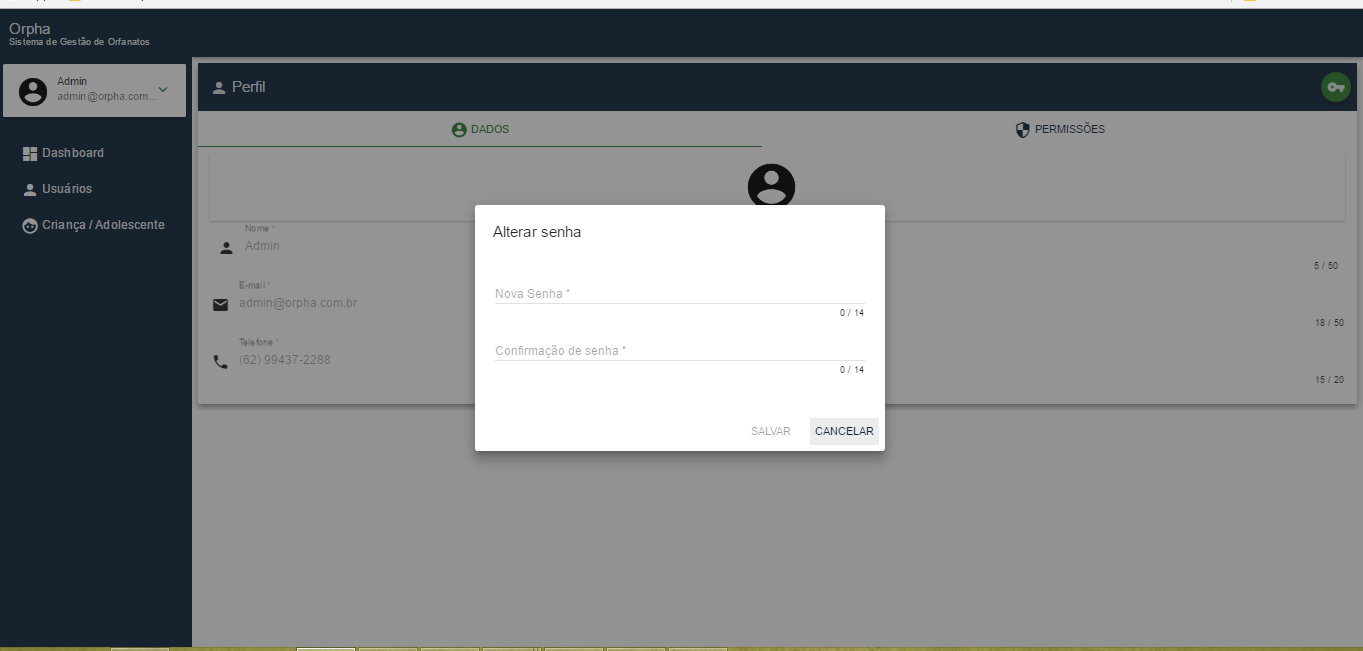 Orpha
Sistema de Gestão de Orfanatos
Admin
admin@orpha.com...
Dashboard
Usuários
Criança / Adolescente
Perfil
DADOS
PERMISSÕES
Nome *
Admin
5 / 50
E-mail *
admin@orpha.com.br
18 / 50
Telefone *
(62) 99437-2288
15 / 20
Alterar senha
Nova Senha *
0 / 14
Confirmação de senha *
0 / 14
SALVAR
CANCELAR